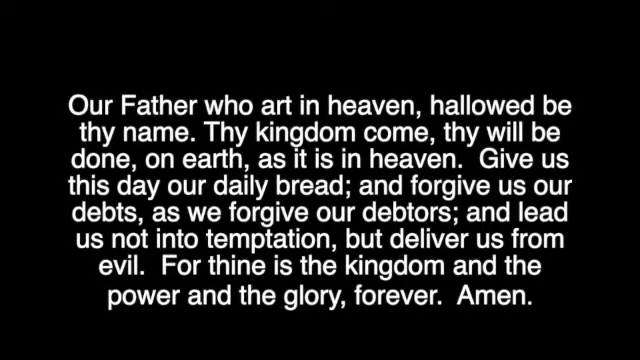 Our Father who art in heaven, hallowed be
thy name. Thy kingdom come, thy will be
done, on earth, as it is in heaven.  Give us
this day our daily bread; and forgive us our
debts, as we forgive our debtors; and lead
us not into temptation, but deliver us from
evil.  For thine is the kingdom and the
power and the glory, forever.  Amen.